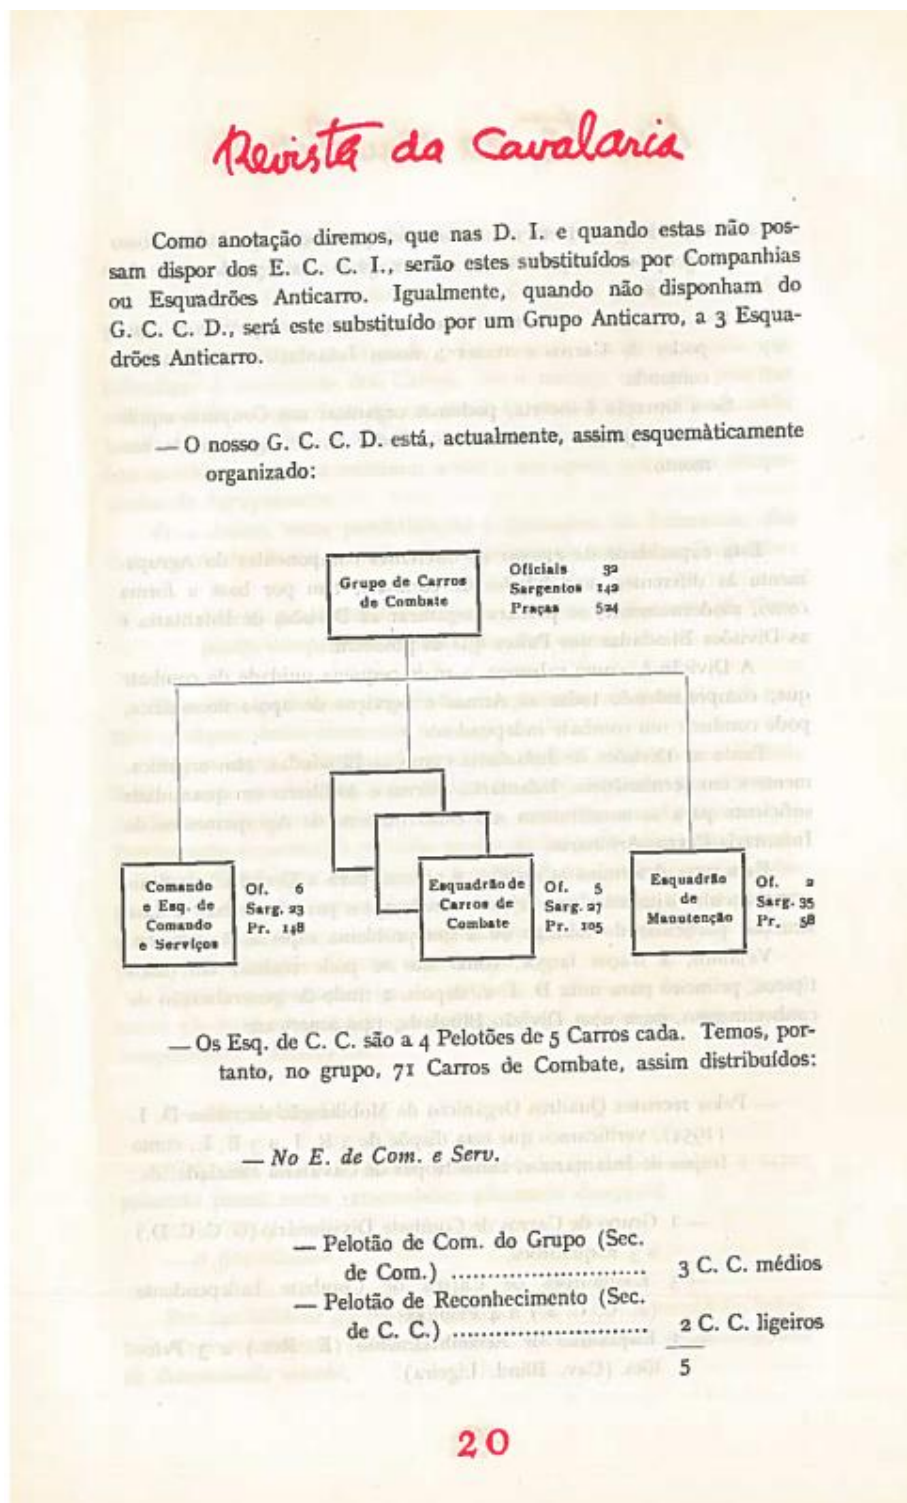 Revista da Cavalaria
Como anotação diremos, que nas D. I. e quando estas não pos-
sam dispor dos E. C. C. I., serão estes substituídos por Companhias
ou Esquadrões Anticarro. Igualmente, quando não disponham do
G. C. C. D., será este substituído por um Grupo Anticarro, a 3 Esqua-
drões Anticarro.
— O nosso G. C. C. D. está, actualmente, assim esquemàticamente
organizado:
Grupo de Carros
de Combate
Oficiais 32
Sargentos 142
Praças 524
Comando
e Esq. de
Comando
e Serviços
Of. 6
Sarg. 23
Pr. 148
Esquadrão de
Carros de
Combate
Of. 5
Sarg. 27
Pr. 105
Esquadrão
de
Manutenção
Of. 2
Sarg. 35
Pr. 58
— Os Esq. de C. C. são a 4 Pelotões de 5 Carros cada. Temos, por-
tanto, no grupo, 71 Carros de Combate, assim distribuídos:
— No E. de Com. e Serv.
— Pelotão de Com. do Grupo (Sec.
de Com.) .......................... 3 C. C. médios
— Pelotão de Reconhecimento (Sec.
de C. C.) .......................... 2 C. C. ligeiros
5
20